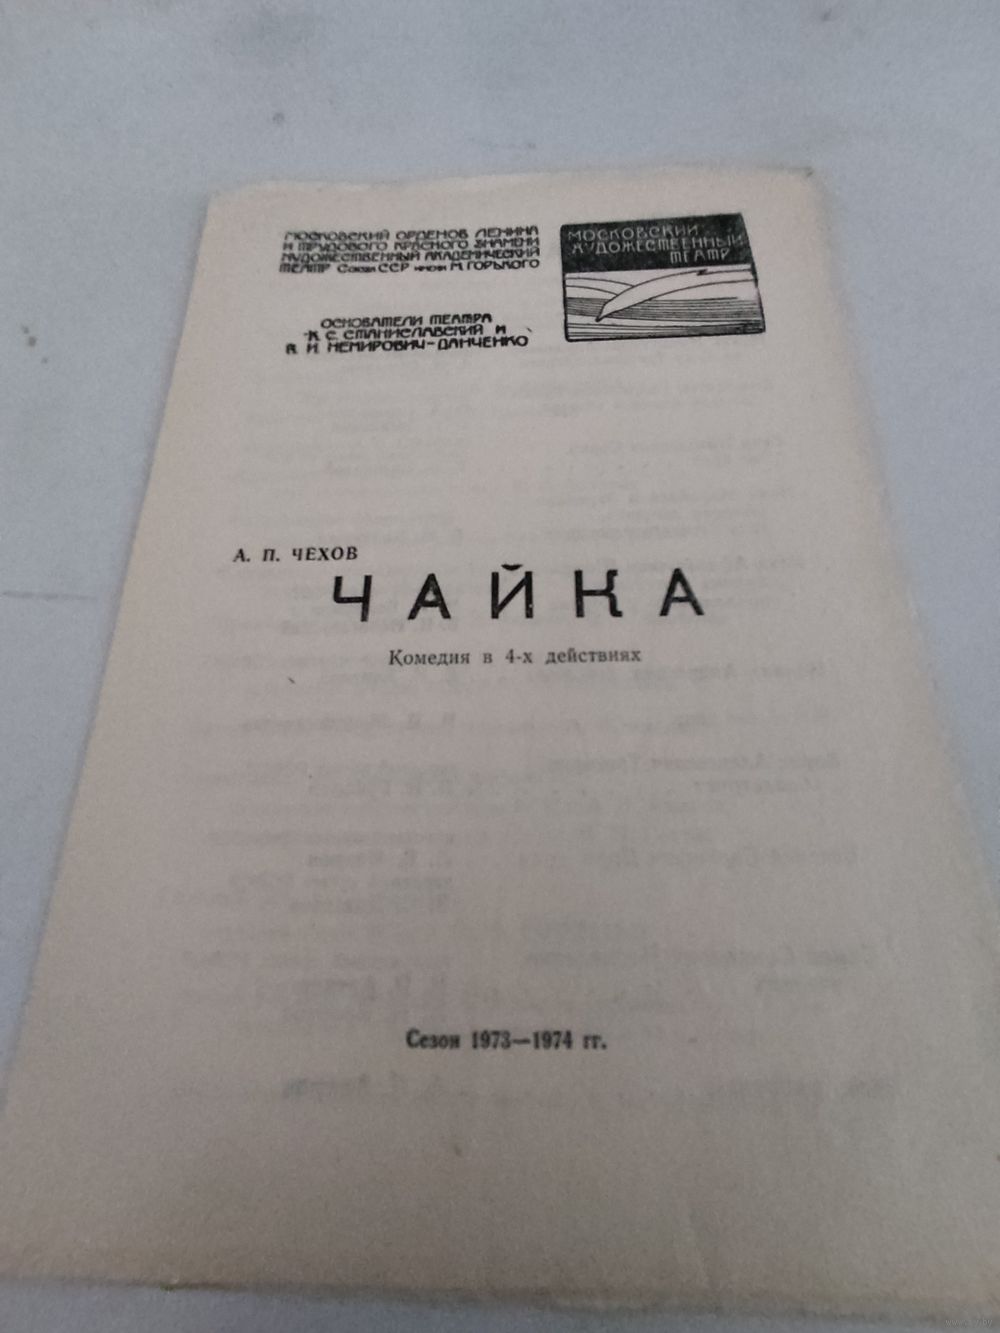 МОСКОВСКИЙ ОРДЕНОВ ЛЕНИНА
И ТРУДОВОГО КРАСНОГО ЗНАМЕНИ
ХУДОЖЕСТВЕННЫЙ АКАДЕМИЧЕСКИЙ
ТЕАТР Союза ССР имени М. ГОРЬКОГО
МОСКОВСКИЙ
ХУДОЖЕСТВЕННЫЙ
ТЕАТР
ОСНОВАТЕЛИ ТЕАТРА
К. С. СТАНИСЛАВСКИЙ И
В. И. НЕМИРОВИЧ-ДАНЧЕНКО
А. П. ЧЕХОВ
ЧАЙКА
Комедия в 4-х действиях
Сезон 1973—1974 гг.